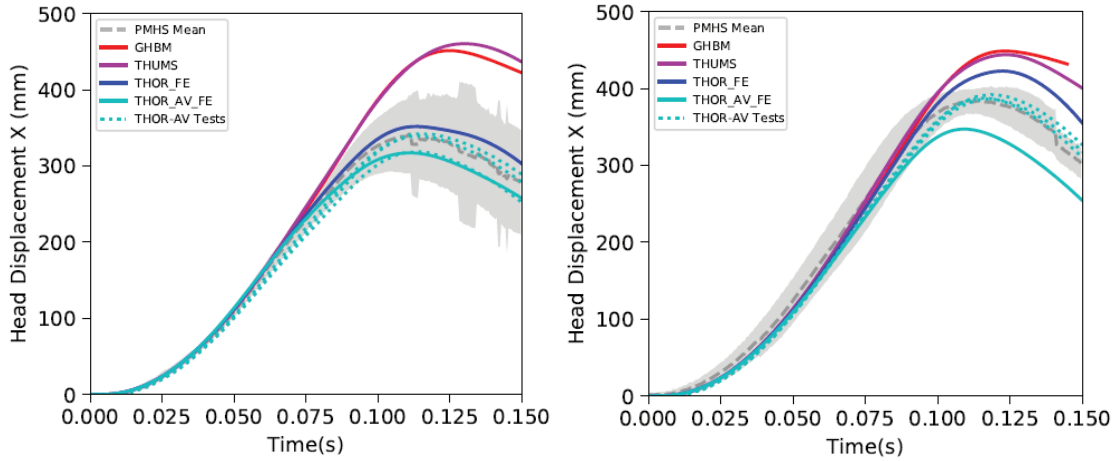 500
400
300
200
100
0
Head Displacement X (mm)
PMHS Mean
GHBM
THUMS
THOR_FE
THOR_AV_FE
THOR-AV Tests
0.000 0.025 0.050 0.075 0.100 0.125 0.150
Time(s)
500
400
300
200
100
0
Head Displacement X (mm)
PMHS Mean
GHBM
THUMS
THOR_FE
THOR_AV_FE
THOR-AV Tests
0.000 0.025 0.050 0.075 0.100 0.125 0.150
Time(s)